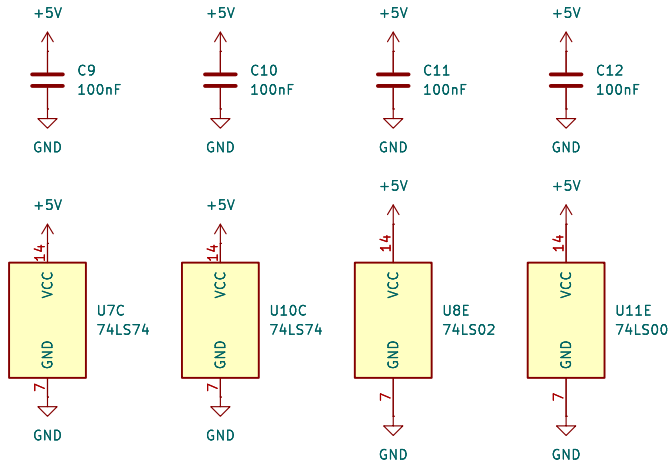 +5V +5V +5V +5V
C9 C10 C11 C12
100nF 100nF 100nF 100nF
GND GND GND GND
+5V +5V +5V +5V
14 14 14 14
VCC VCC VCC VCC
U7C U10C U8E U11E
74LS74 74LS74 74LS02 74LS00
GND GND GND GND
7 7 7 7
GND GND GND GND